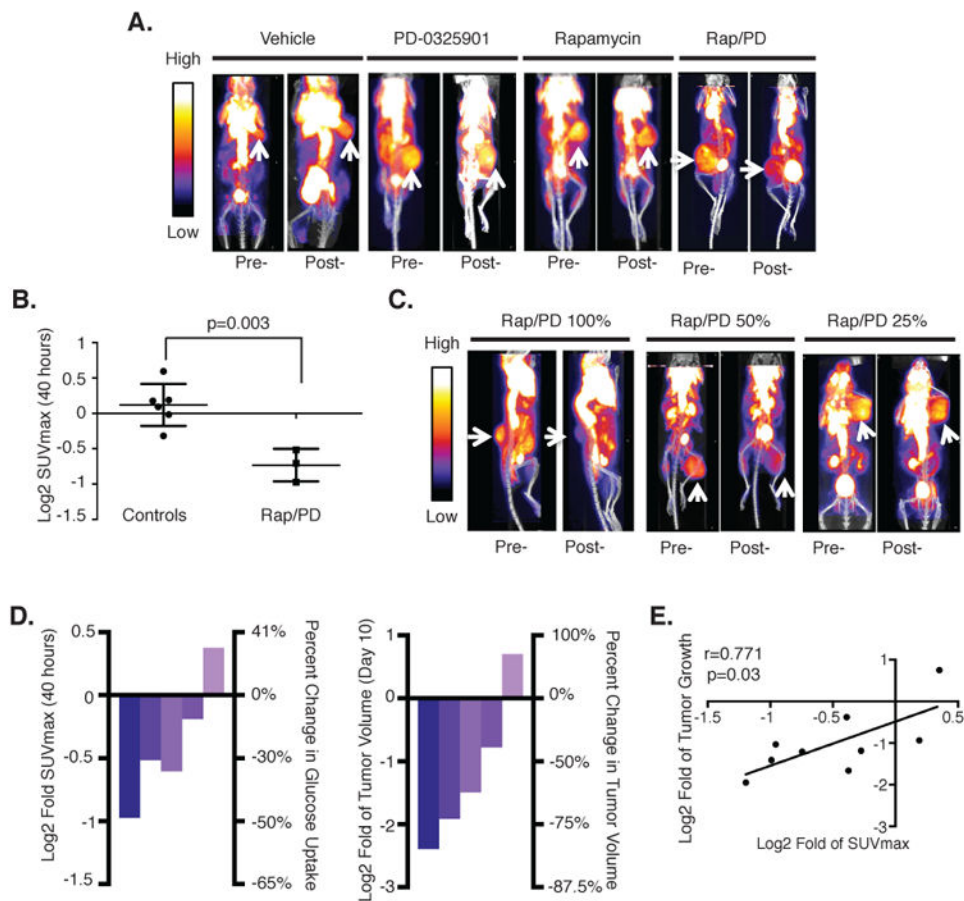 A.
Vehicle PD-0325901 Rapamycin Rap/PD
High
Low
Pre- Post- Pre- Post- Pre- Post- Pre- Post-
B.
p=0.003
Log2 SUVmax (40 hours)
1
0.5
0
-0.5
-1
-1.5
Controls Rap/PD
C.
Rap/PD 100% Rap/PD 50% Rap/PD 25%
High
Low
Pre- Post- Pre- Post- Pre- Post-
D.
Log2 Fold SUVmax (40 hours)
0.5
0
-0.5
-1
-1.5
41%
0%
-30%
-50%
-65%
Percent Change in Glucose Uptake
Log2 Fold of Tumor Volume (Day 10)
1
0
-1
-2
-3
100%
0%
-50%
-75%
-87.5%
Percent Change in Tumor Volume
E.
r=0.771
p=0.03
Log2 Fold of Tumor Growth
1
-1.5 -1 -0.5 0.5
-1
-2
-3
Log2 Fold of SUVmax